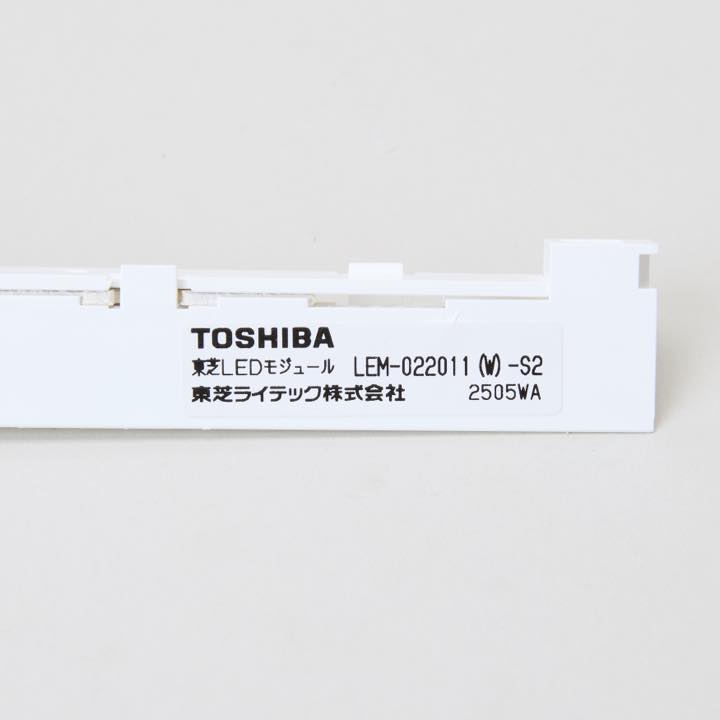 TOSHIBA
東芝LEDモジュール LEM-022011(W)-S2
東芝ライテック株式会社 2505WA